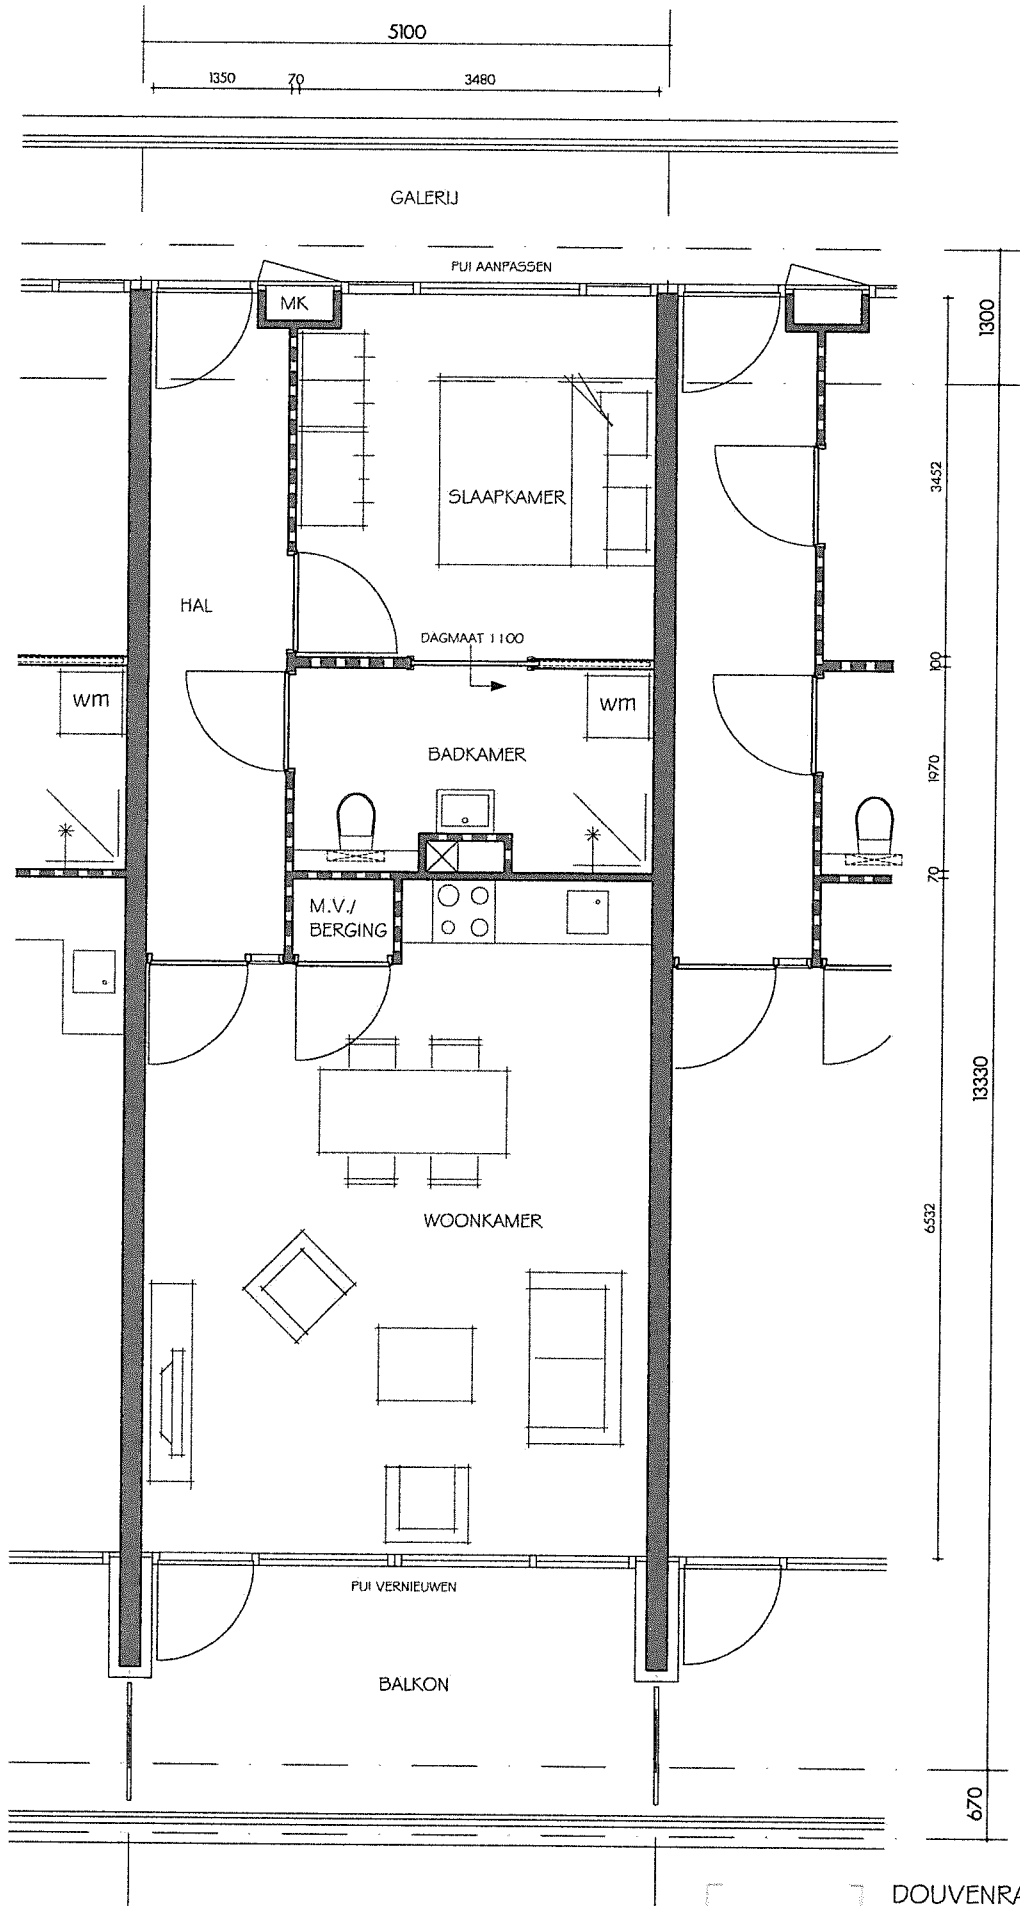 5100
1350 70 3480
GALERIJ
PUI AANPASSEN
MK
1300
3452
SLAAPKAMER
HAL
DAGMAAT 1100
100
wm
wm
BADKAMER
1970
70
M.V./
BERGING
13330
6532
WOONKAMER
PUI VERNIEUWEN
BALKON
670
DOUVENRA